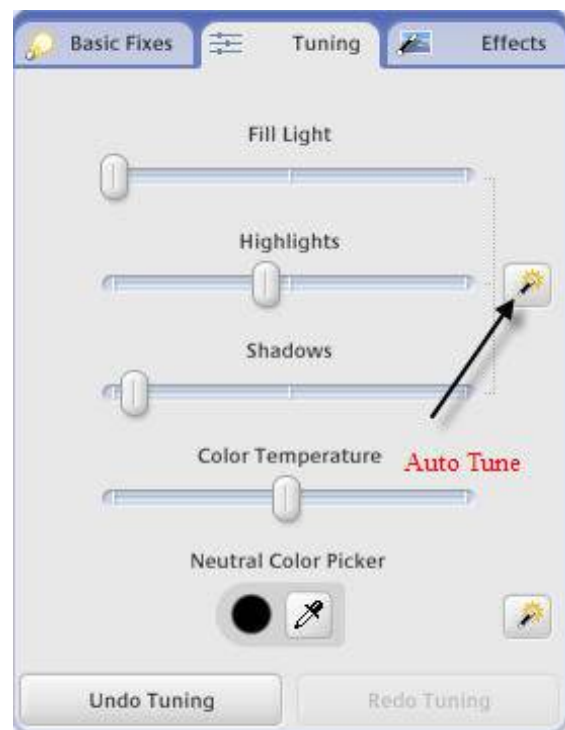 Basic Fixes Tuning Effects
Fill Light
Highlights
Shadows
Color Temperature
Auto Tune
Neutral Color Picker
Undo Tuning Redo Tuning